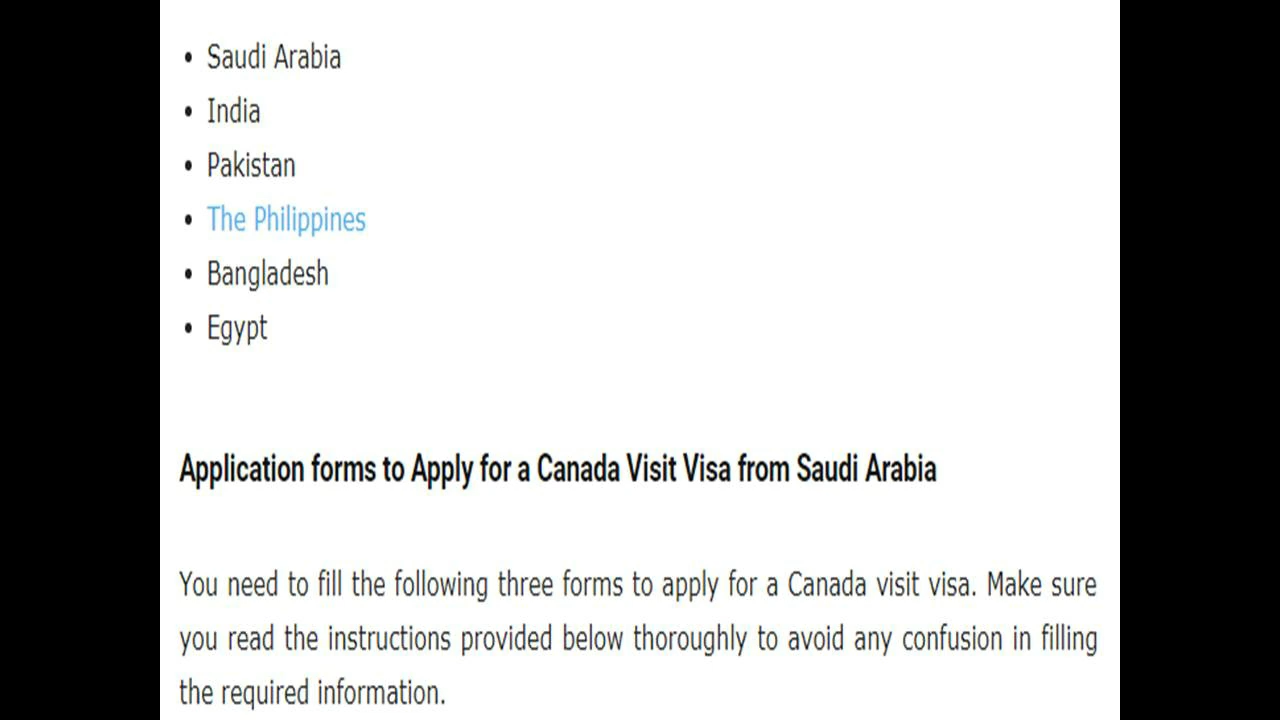 • Saudi Arabia
• India
• Pakistan
• The Philippines
• Bangladesh
• Egypt
Application forms to Apply for a Canada Visit Visa from Saudi Arabia
You need to fill the following three forms to apply for a Canada visit visa. Make sure
you read the instructions provided below thoroughly to avoid any confusion in filling
the required information.